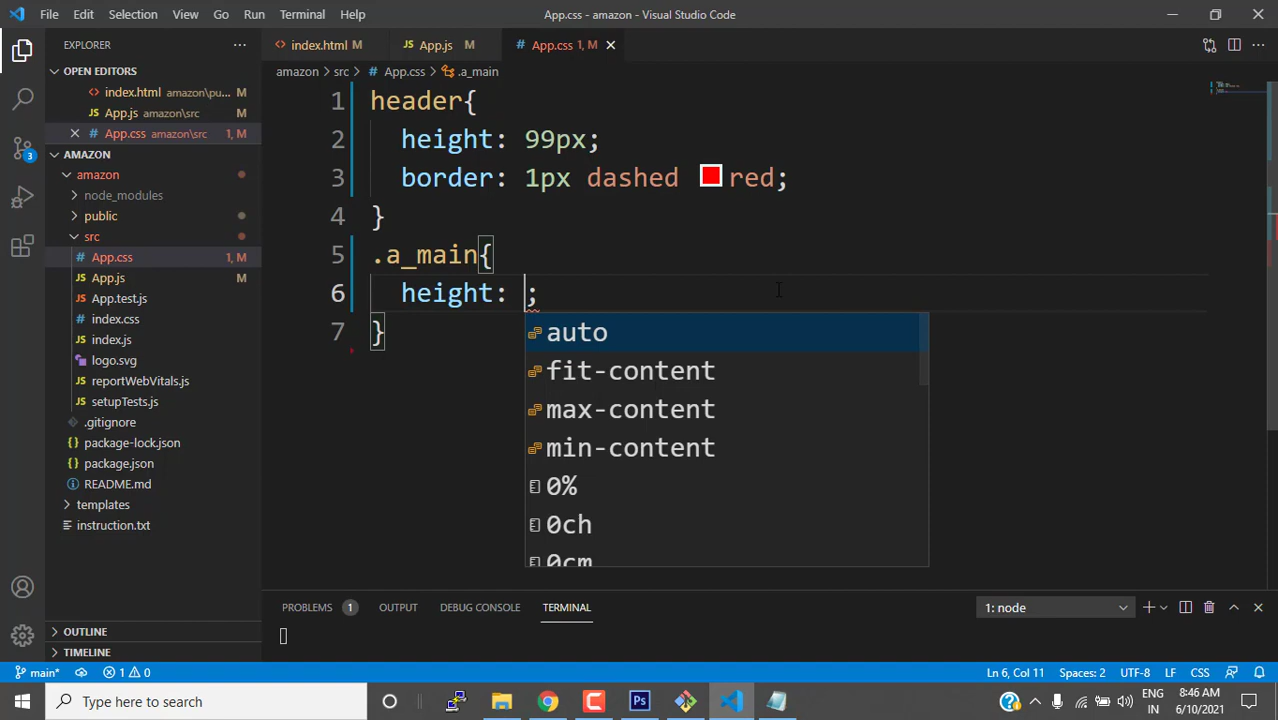 File Edit Selection View Go Run Terminal Help App.css - amazon - Visual Studio Code
EXPLORER
OPEN EDITORS
index.html amazon\pu... M
App.js amazon\src M
App.css amazon\src 1, M
AMAZON
amazon
node_modules
public
src
App.css 1, M
App.js M
App.test.js
index.css
index.js
logo.svg
reportWebVitals.js
setupTests.js
.gitignore
package-lock.json
package.json
README.md
templates
instruction.txt
OUTLINE
TIMELINE
3
index.html M App.js M App.css 1, M
amazon > src > App.css > .a_main
1 header{
2 height: 99px;
3 border: 1px dashed red;
4 }
5 .a_main{
6 height: ;
7 }
auto
fit-content
max-content
min-content
0%
0ch
0cm
PROBLEMS 1 OUTPUT DEBUG CONSOLE TERMINAL 1: node
main* 1 0 Ln 6, Col 11 Spaces: 2 UTF-8 LF CSS
Type here to search Ps ENG 8:46 AM
IN 6/10/2021